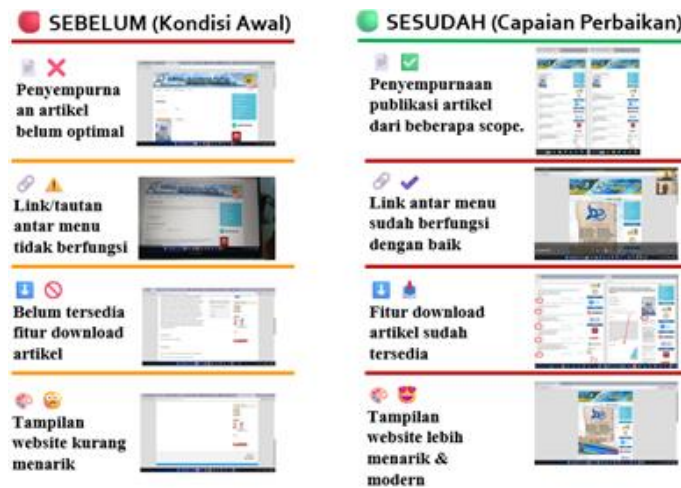 SEBELUM (Kondisi Awal)
Penyempurna
an artikel
belum optimal
Link/tautan
antar menu
tidak berfungsi
Belum tersedia
fitur download
artikel
Tampilan
website kurang
menarik
SESUDAH (Capaian Perbaikan)
Penyempurnaan
publikasi artikel
dari beberapa scope.
Link antar menu
sudah berfungsi
dengan baik
Fitur download
artikel sudah
tersedia
Tampilan
website lebih
menarik &
modern